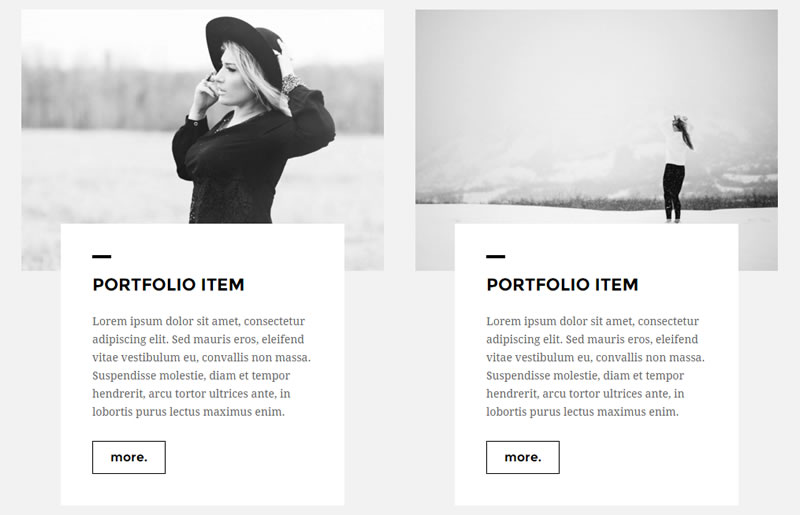 PORTFOLIO ITEM
Lorem ipsum dolor sit amet, consectetur
adipiscing elit. Sed mauris eros, eleifend
vitae vestibulum eu, convallis non massa.
Suspendisse molestie, diam et tempor
hendrerit, arcu tortor ultrices ante, in
lobortis purus lectus maximus enim.
more.
PORTFOLIO ITEM
Lorem ipsum dolor sit amet, consectetur
adipiscing elit. Sed mauris eros, eleifend
vitae vestibulum eu, convallis non massa.
Suspendisse molestie, diam et tempor
hendrerit, arcu tortor ultrices ante, in
lobortis purus lectus maximus enim.
more.